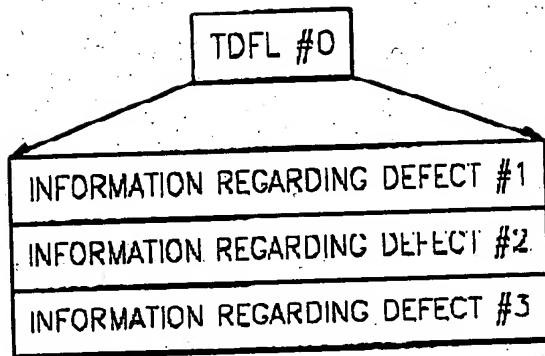 TDFL #0
INFORMATION REGARDING DEFECT #1
INFORMATION REGARDING DEFECT #2
INFORMATION REGARDING DEFECT #3